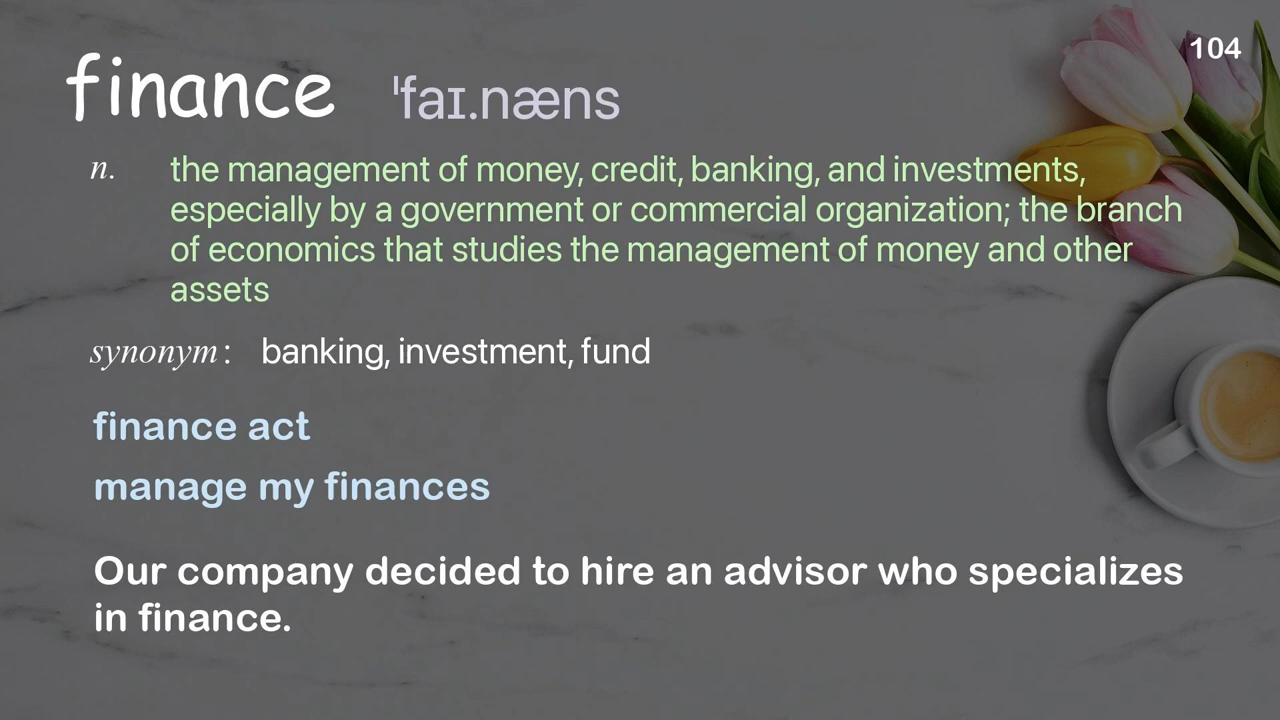 104
finance ˈfaɪ.næns
n. the management of money, credit, banking, and investments,
especially by a government or commercial organization; the branch
of economics that studies the management of money and other
assets
synonym: banking, investment, fund
finance act
manage my finances
Our company decided to hire an advisor who specializes
in finance.